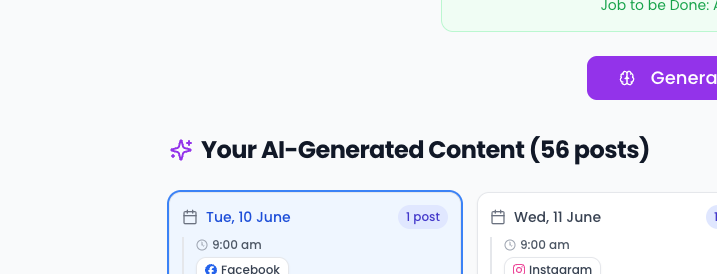 Job to be Done:
Genera
Your AI-Generated Content (56 posts)
Tue, 10 June 1 post Wed, 11 June 1
9:00 am 9:00 am
Facebook Instagram